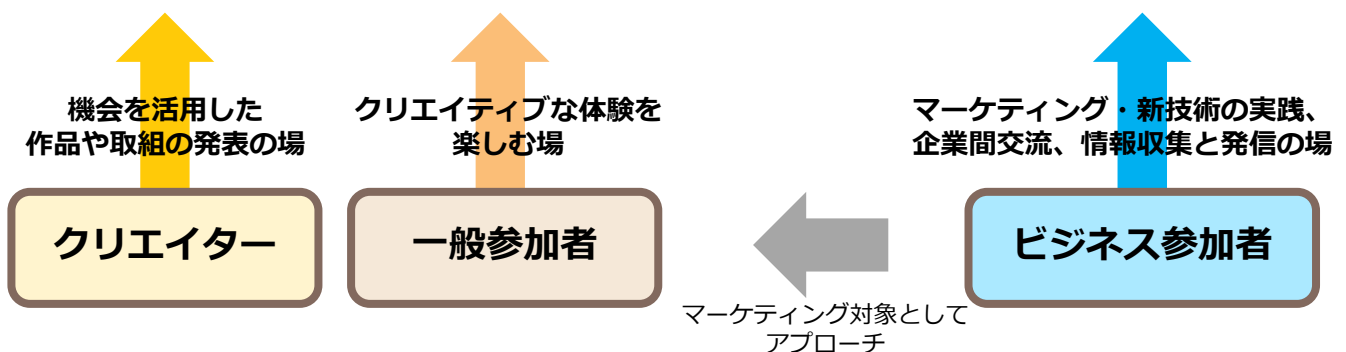 機会を活用した
作品や取組の発表の場
クリエイティブな体験を
楽しむ場
マーケティング・新技術の実践、
企業間交流、情報収集と発信の場
クリエイター
一般参加者
ビジネス参加者
マーケティング対象として
アプローチ